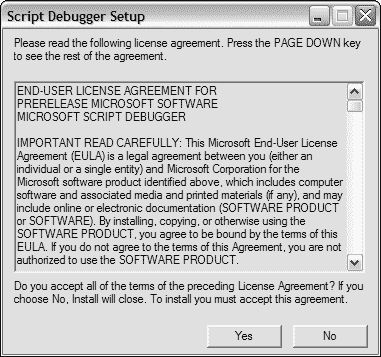 Script Debugger Setup
Please read the following license agreement. Press the PAGE DOWN key
to see the rest of the agreement.
END-USER LICENSE AGREEMENT FOR
PRERELEASE MICROSOFT SOFTWARE
MICROSOFT SCRIPT DEBUGGER
IMPORTANT READ CAREFULLY: This Microsoft End-User License
Agreement (EULA) is a legal agreement between you (either an
individual or a single entity) and Microsoft Corporation for the
Microsoft software product identified above, which includes computer
software and associated media and printed materials (if any), and may
include online or electronic documentation (SOFTWARE PRODUCT
or SOFTWARE). By installing, copying, or otherwise using the
SOFTWARE PRODUCT, you agree to be bound by the terms of this
EULA. If you do not agree to the terms of this Agreement, you are not
authorized to use the SOFTWARE PRODUCT.
Do you accept all of the terms of the preceding License Agreement? If you
choose No, Install will close. To install you must accept this agreement.
Yes
No